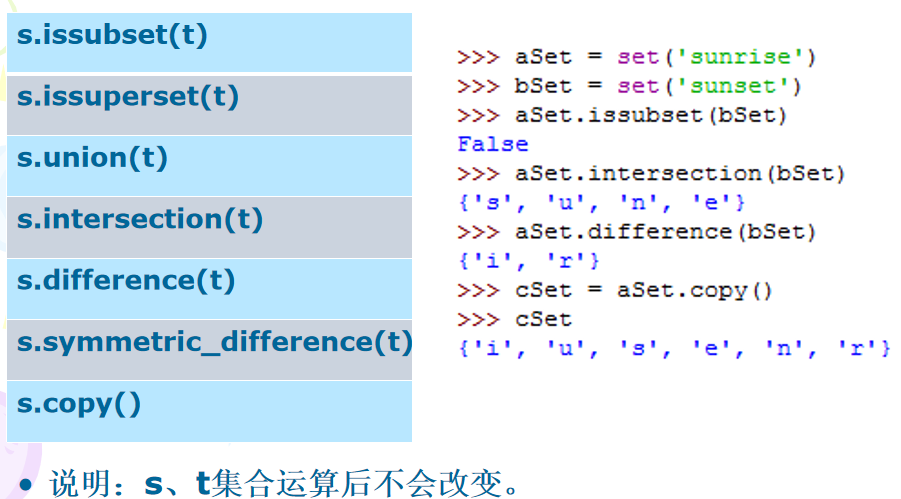 s.issubset(t)
s.issuperset(t)
s.union(t)
s.intersection(t)
s.difference(t)
s.symmetric_difference(t)
s.copy()
>>> aSet = set('sunrise')
>>> bSet = set('sunset')
>>> aSet.issubset(bSet)
False
>>> aSet.intersection(bSet)
{'s', 'u', 'n', 'e'}
>>> aSet.difference(bSet)
{'i', 'r'}
>>> cSet = aSet.copy()
>>> cSet
{'i', 'u', 's', 'e', 'n', 'r'}
• 说明：s、t集合运算后不会改变。